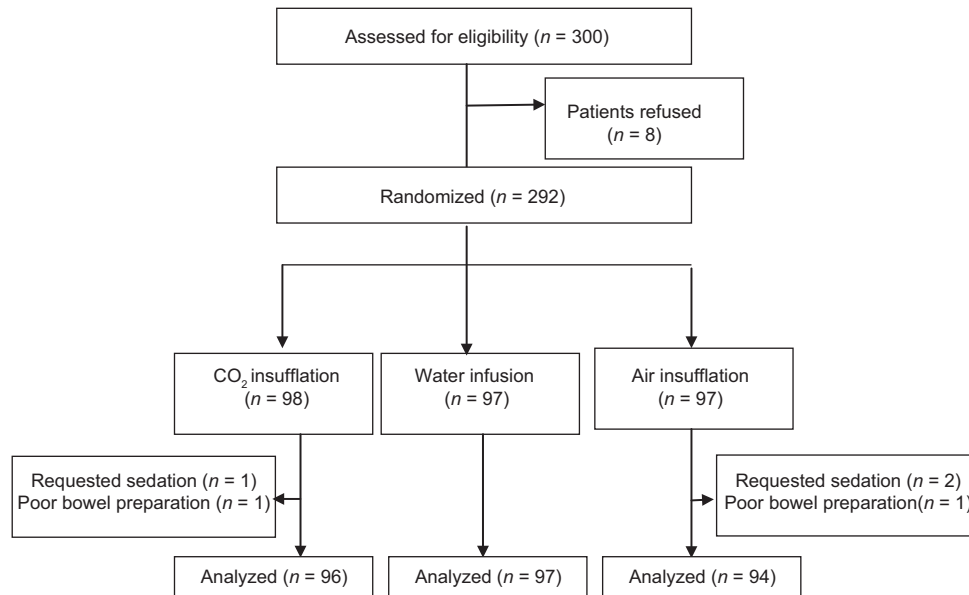 Assessed for eligibility (n = 300)
Patients refused
(n = 8)
Randomized (n = 292)
CO₂ insufflation
(n = 98)
Water infusion
(n = 97)
Air insufflation
(n = 97)
Requested sedation (n = 1)
Poor bowel preparation (n = 1)
Requested sedation (n = 2)
Poor bowel preparation(n = 1)
Analyzed (n = 96)
Analyzed (n = 97)
Analyzed (n = 94)